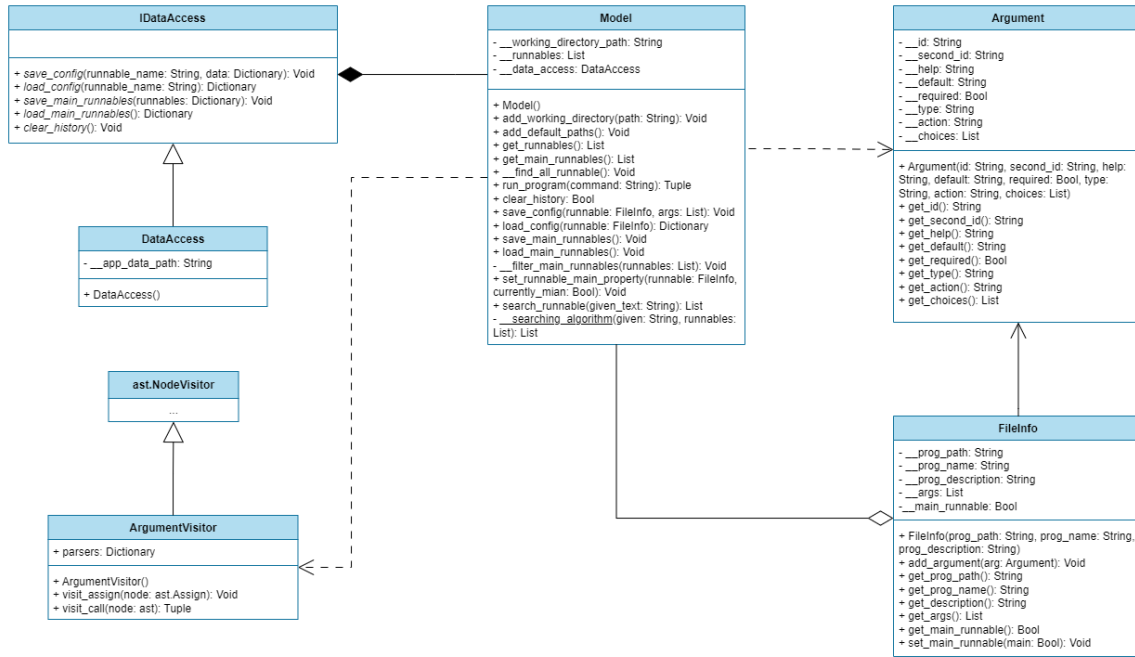 IDataAccess
+ save_config(runnable_name: String, data: Dictionary): Void
+ load_config(runnable_name: String): Dictionary
+ save_main_runnables(runnables: Dictionary): Void
+ load_main_runnables(): Dictionary
+ clear_history(): Void
DataAccess
- __app_data_path: String
+ DataAccess()
ast.NodeVisitor
...
ArgumentVisitor
+ parsers: Dictionary
+ ArgumentVisitor()
+ visit_assign(node: ast.Assign): Void
+ visit_call(node: ast): Tuple
Model
- __working_directory_path: String
- __runnables: List
- __data_access: DataAccess
+ Model()
+ add_working_directory(path: String): Void
+ add_default_paths(): Void
+ get_runnables(): List
+ get_main_runnables(): List
+ __find_all_runnable(): Void
+ run_program(command: String): Tuple
+ clear_history: Bool
+ save_config(runnable: FileInfo, args: List): Void
+ load_config(runnable: FileInfo): Dictionary
+ save_main_runnables(): Void
+ load_main_runnables(): Void
- __filter_main_runnables(runnables: List): Void
+ set_runnable_main_property(runnable: FileInfo,
currently_mian: Bool): Void
+ search_runnable(given_text: String): List
- __searching_algorithm(given: String, runnables:
List): List
Argument
- __id: String
- __second_id: String
- __help: String
- __default: String
- __required: Bool
- __type: String
- __action: String
- __choices: List
+ Argument(id: String, second_id: String, help:
String, default: String, required: Bool, type:
String, action: String, choices: List)
+ get_id(): String
+ get_second_id(): String
+ get_help(): String
+ get_default(): String
+ get_required(): Bool
+ get_type(): String
+ get_action(): String
+ get_choices(): List
FileInfo
- __prog_path: String
- __prog_name: String
- __prog_description: String
- __args: List
-__main_runnable: Bool
+ FileInfo(prog_path: String, prog_name: String,
prog_description: String)
+ add_argument(arg: Argument): Void
+ get_prog_path(): String
+ get_prog_name(): String
+ get_description(): String
+ get_args(): List
+ get_main_runnable(): Bool
+ set_main_runnable(main: Bool): Void